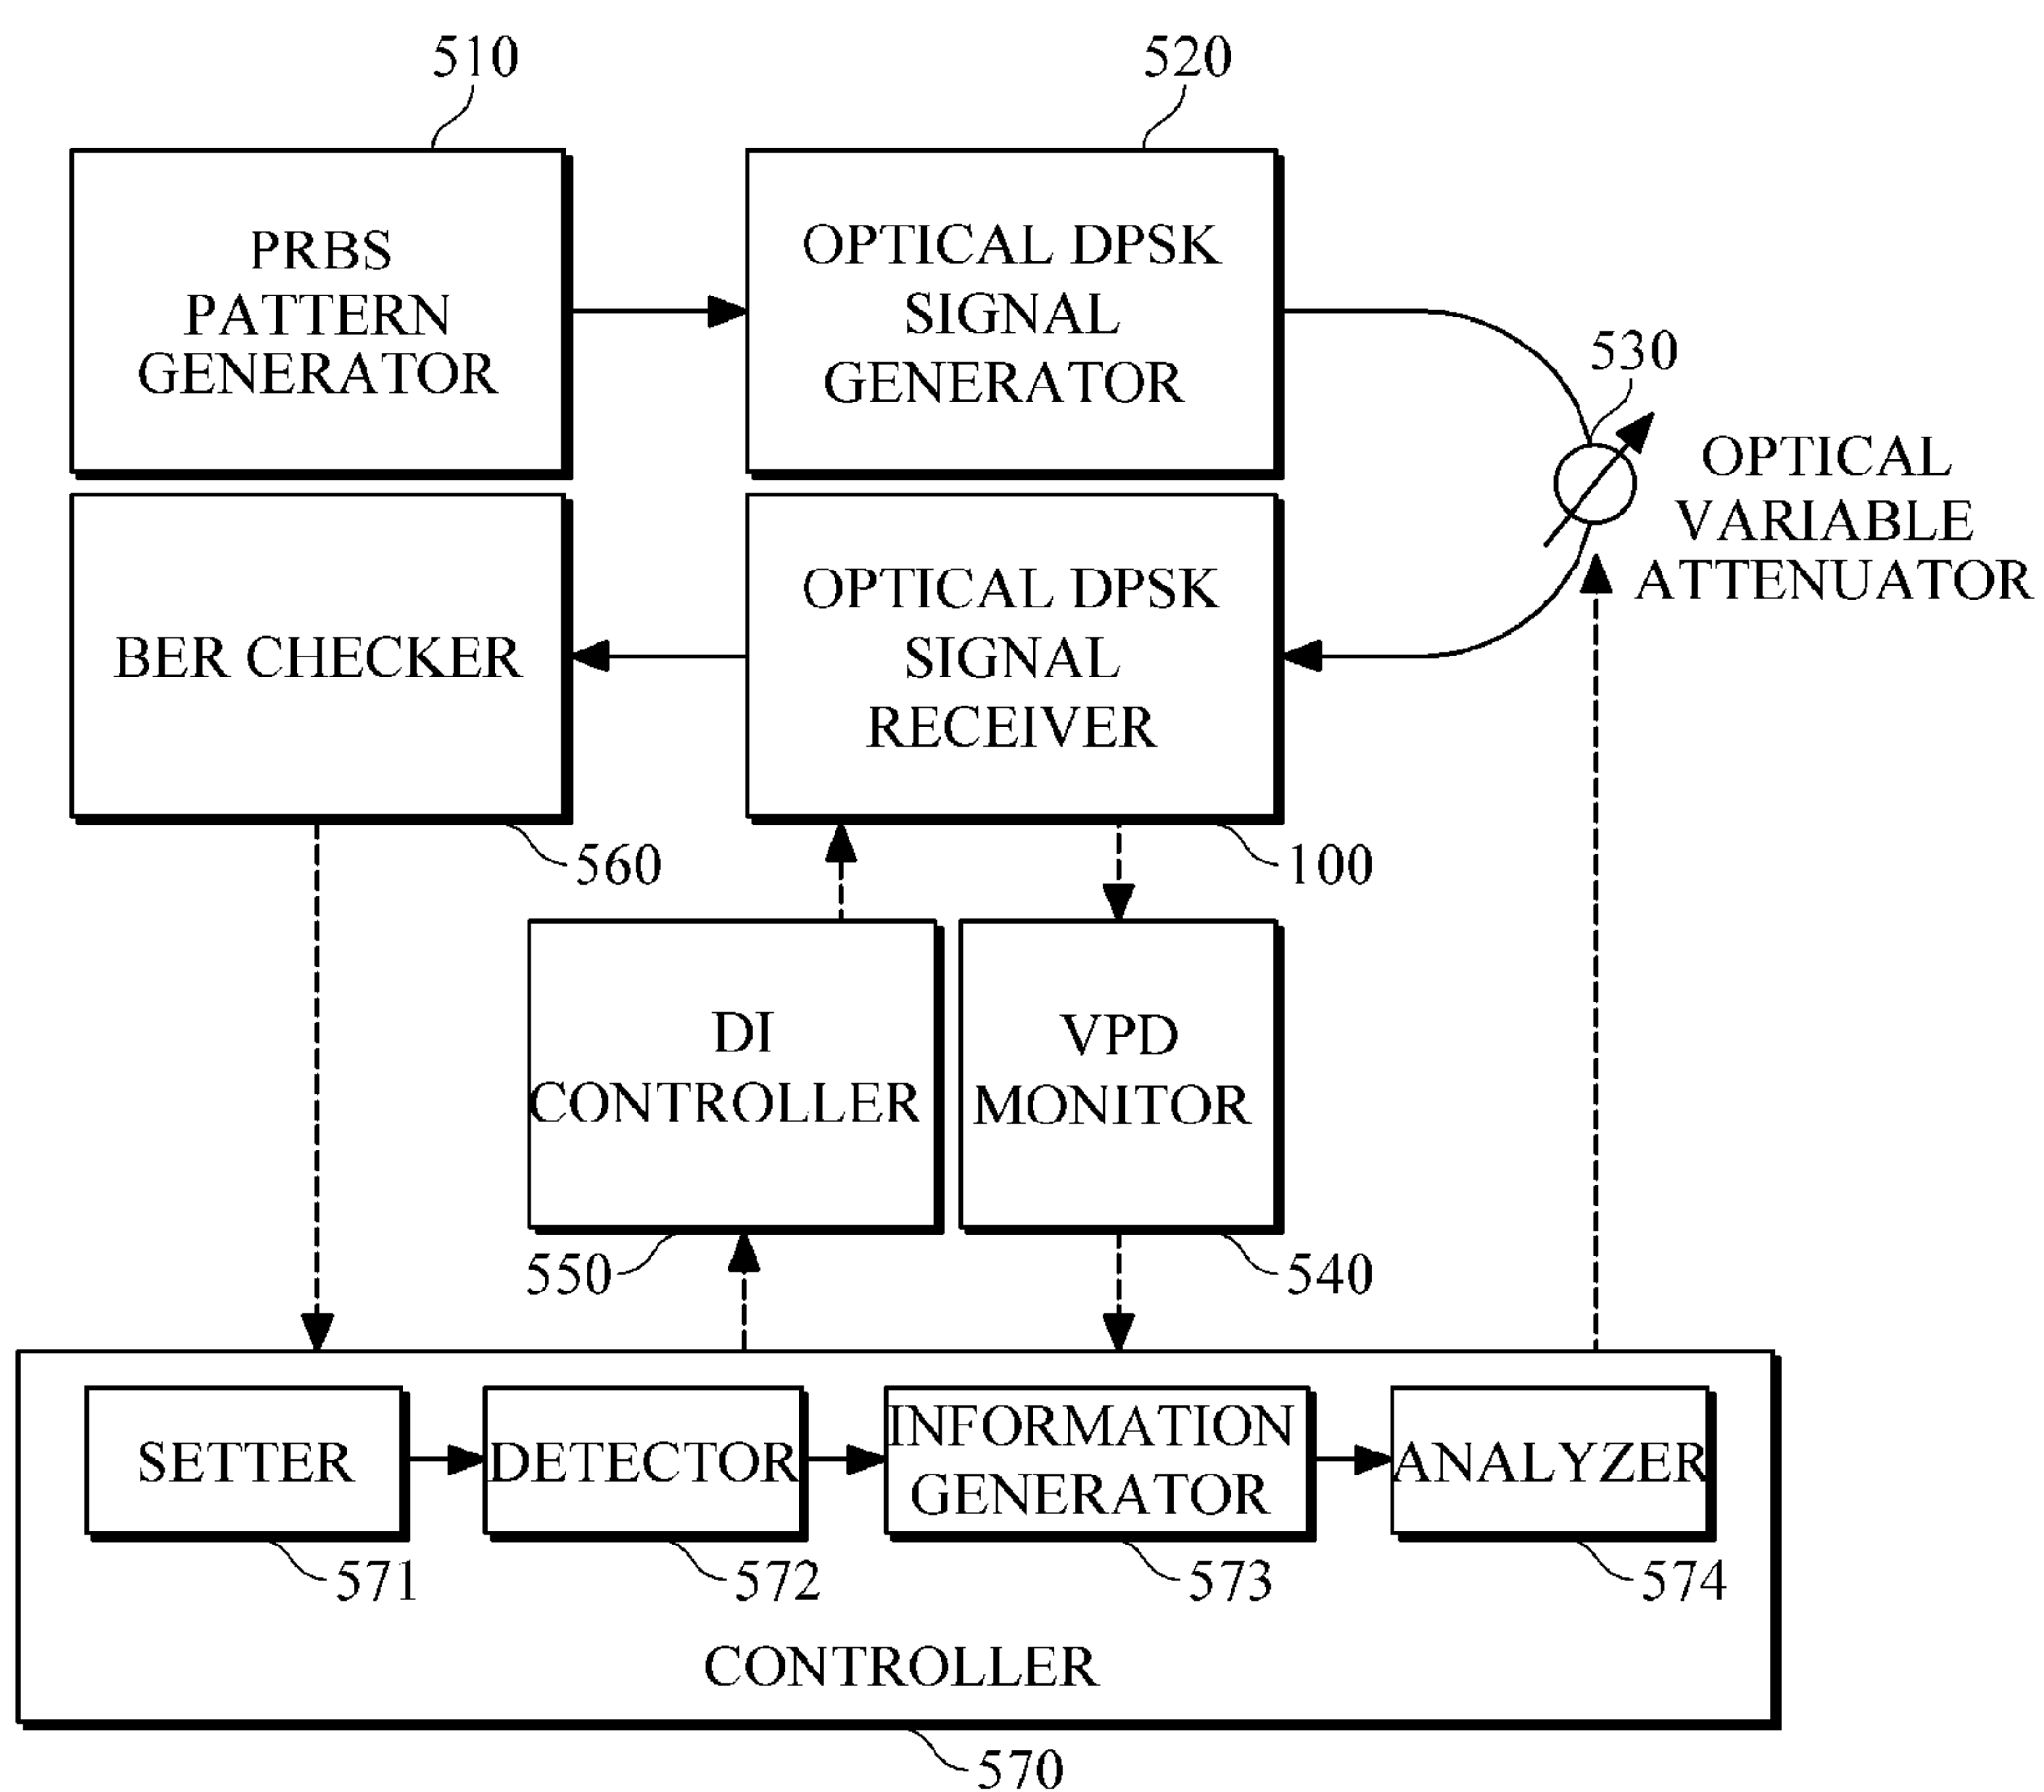 510
520
PRBS
PATTERN
GENERATOR
OPTICAL DPSK
SIGNAL
GENERATOR
530
OPTICAL
VARIABLE
ATTENUATOR
BER CHECKER
OPTICAL DPSK
SIGNAL
RECEIVER
560
100
DI
CONTROLLER
VPD
MONITOR
550
540
SETTER
DETECTOR
INFORMATION
GENERATOR
ANALYZER
571
572
573
574
CONTROLLER
570